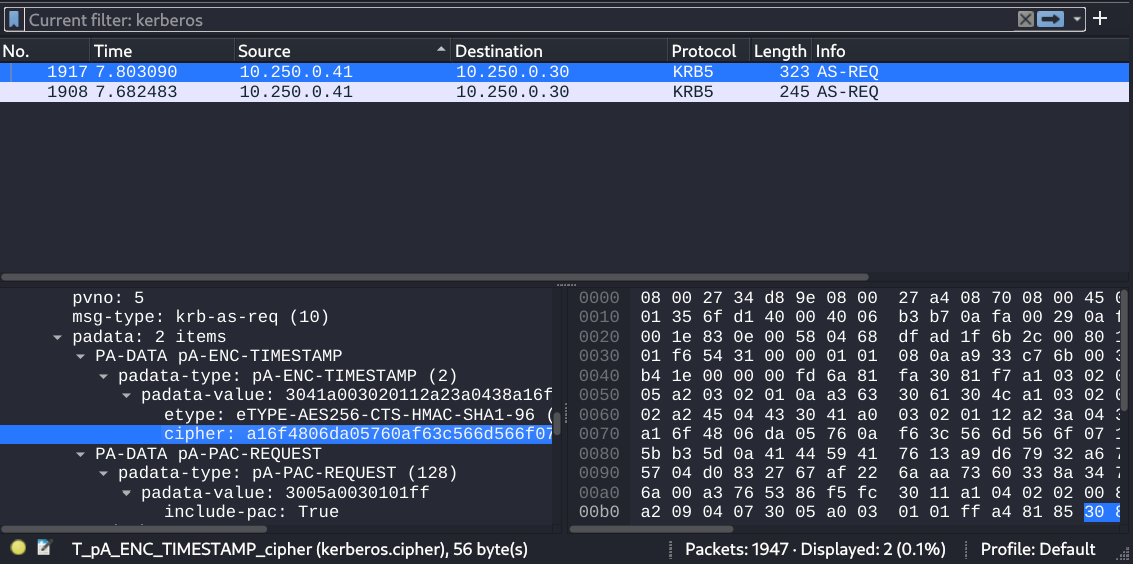 Current filter: kerberos
No. Time Source Destination Protocol Length Info
1917 7.803090 10.250.0.41 10.250.0.30 KRB5 323 AS-REQ
1908 7.682483 10.250.0.41 10.250.0.30 KRB5 245 AS-REQ
pvno: 5
msg-type: krb-as-req (10)
padata: 2 items
PA-DATA pA-ENC-TIMESTAMP
padata-type: pA-ENC-TIMESTAMP (2)
padata-value: 3041a003020112a23a0438a16f
etype: eTYPE-AES256-CTS-HMAC-SHA1-96 (
cipher: a16f4806da05760af63c566d566f07
PA-DATA pA-PAC-REQUEST
padata-type: pA-PAC-REQUEST (128)
padata-value: 3005a0030101ff
include-pac: True
0000 08 00 27 34 d8 9e 08 00 27 a4 08 70 08 00 45 0
0010 01 35 6f d1 40 00 40 06 b3 b7 0a fa 00 29 0a f
0020 00 1e 83 0e 00 58 04 68 df ad 1f 6b 2c 00 80 1
0030 01 f6 54 31 00 00 01 01 08 0a a9 33 c7 6b 00 3
0040 b4 1e 00 00 00 fd 6a 81 fa 30 81 f7 a1 03 02 0
0050 05 a2 03 02 01 0a a3 63 30 61 30 4c a1 03 02 0
0060 02 a2 45 04 43 30 41 a0 03 02 01 12 a2 3a 04 3
0070 a1 6f 48 06 da 05 76 0a f6 3c 56 6d 56 6f 07 1
0080 5b b3 5d 0a 41 44 59 41 76 13 a9 d6 79 32 a6 7
0090 57 04 d0 83 27 67 af 22 6a aa 73 60 33 8a 34 7
00a0 6a 00 a3 76 53 86 f5 fc 30 11 a1 04 02 02 00 8
00b0 a2 09 04 07 30 05 a0 03 01 01 ff a4 81 85 30 8
T_pA_ENC_TIMESTAMP_cipher (kerberos.cipher), 56 byte(s)
Packets: 1947 · Displayed: 2 (0.1%)
Profile: Default